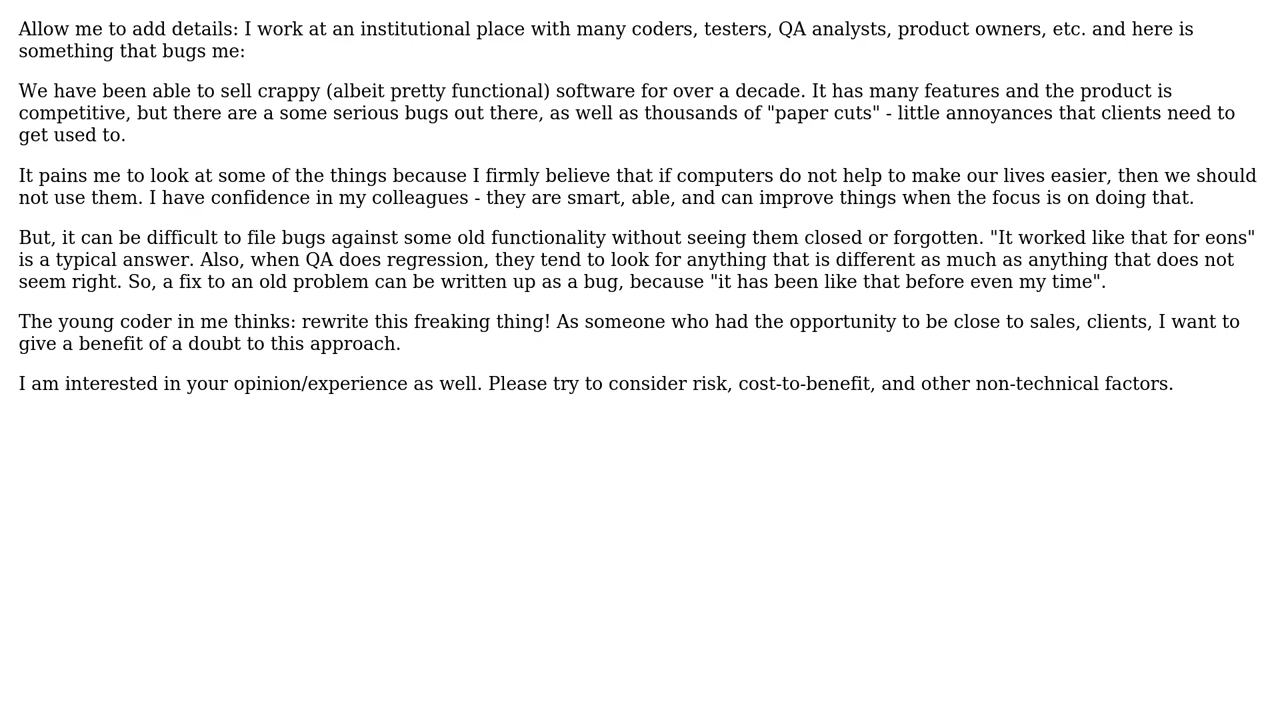 Allow me to add details: I work at an institutional place with many coders, testers, QA analysts, product owners, etc. and here is
something that bugs me:
We have been able to sell crappy (albeit pretty functional) software for over a decade. It has many features and the product is
competitive, but there are a some serious bugs out there, as well as thousands of "paper cuts" - little annoyances that clients need to
get used to.
It pains me to look at some of the things because I firmly believe that if computers do not help to make our lives easier, then we should
not use them. I have confidence in my colleagues - they are smart, able, and can improve things when the focus is on doing that.
But, it can be difficult to file bugs against some old functionality without seeing them closed or forgotten. "It worked like that for eons"
is a typical answer. Also, when QA does regression, they tend to look for anything that is different as much as anything that does not
seem right. So, a fix to an old problem can be written up as a bug, because "it has been like that before even my time".
The young coder in me thinks: rewrite this freaking thing! As someone who had the opportunity to be close to sales, clients, I want to
give a benefit of a doubt to this approach.
I am interested in your opinion/experience as well. Please try to consider risk, cost-to-benefit, and other non-technical factors.